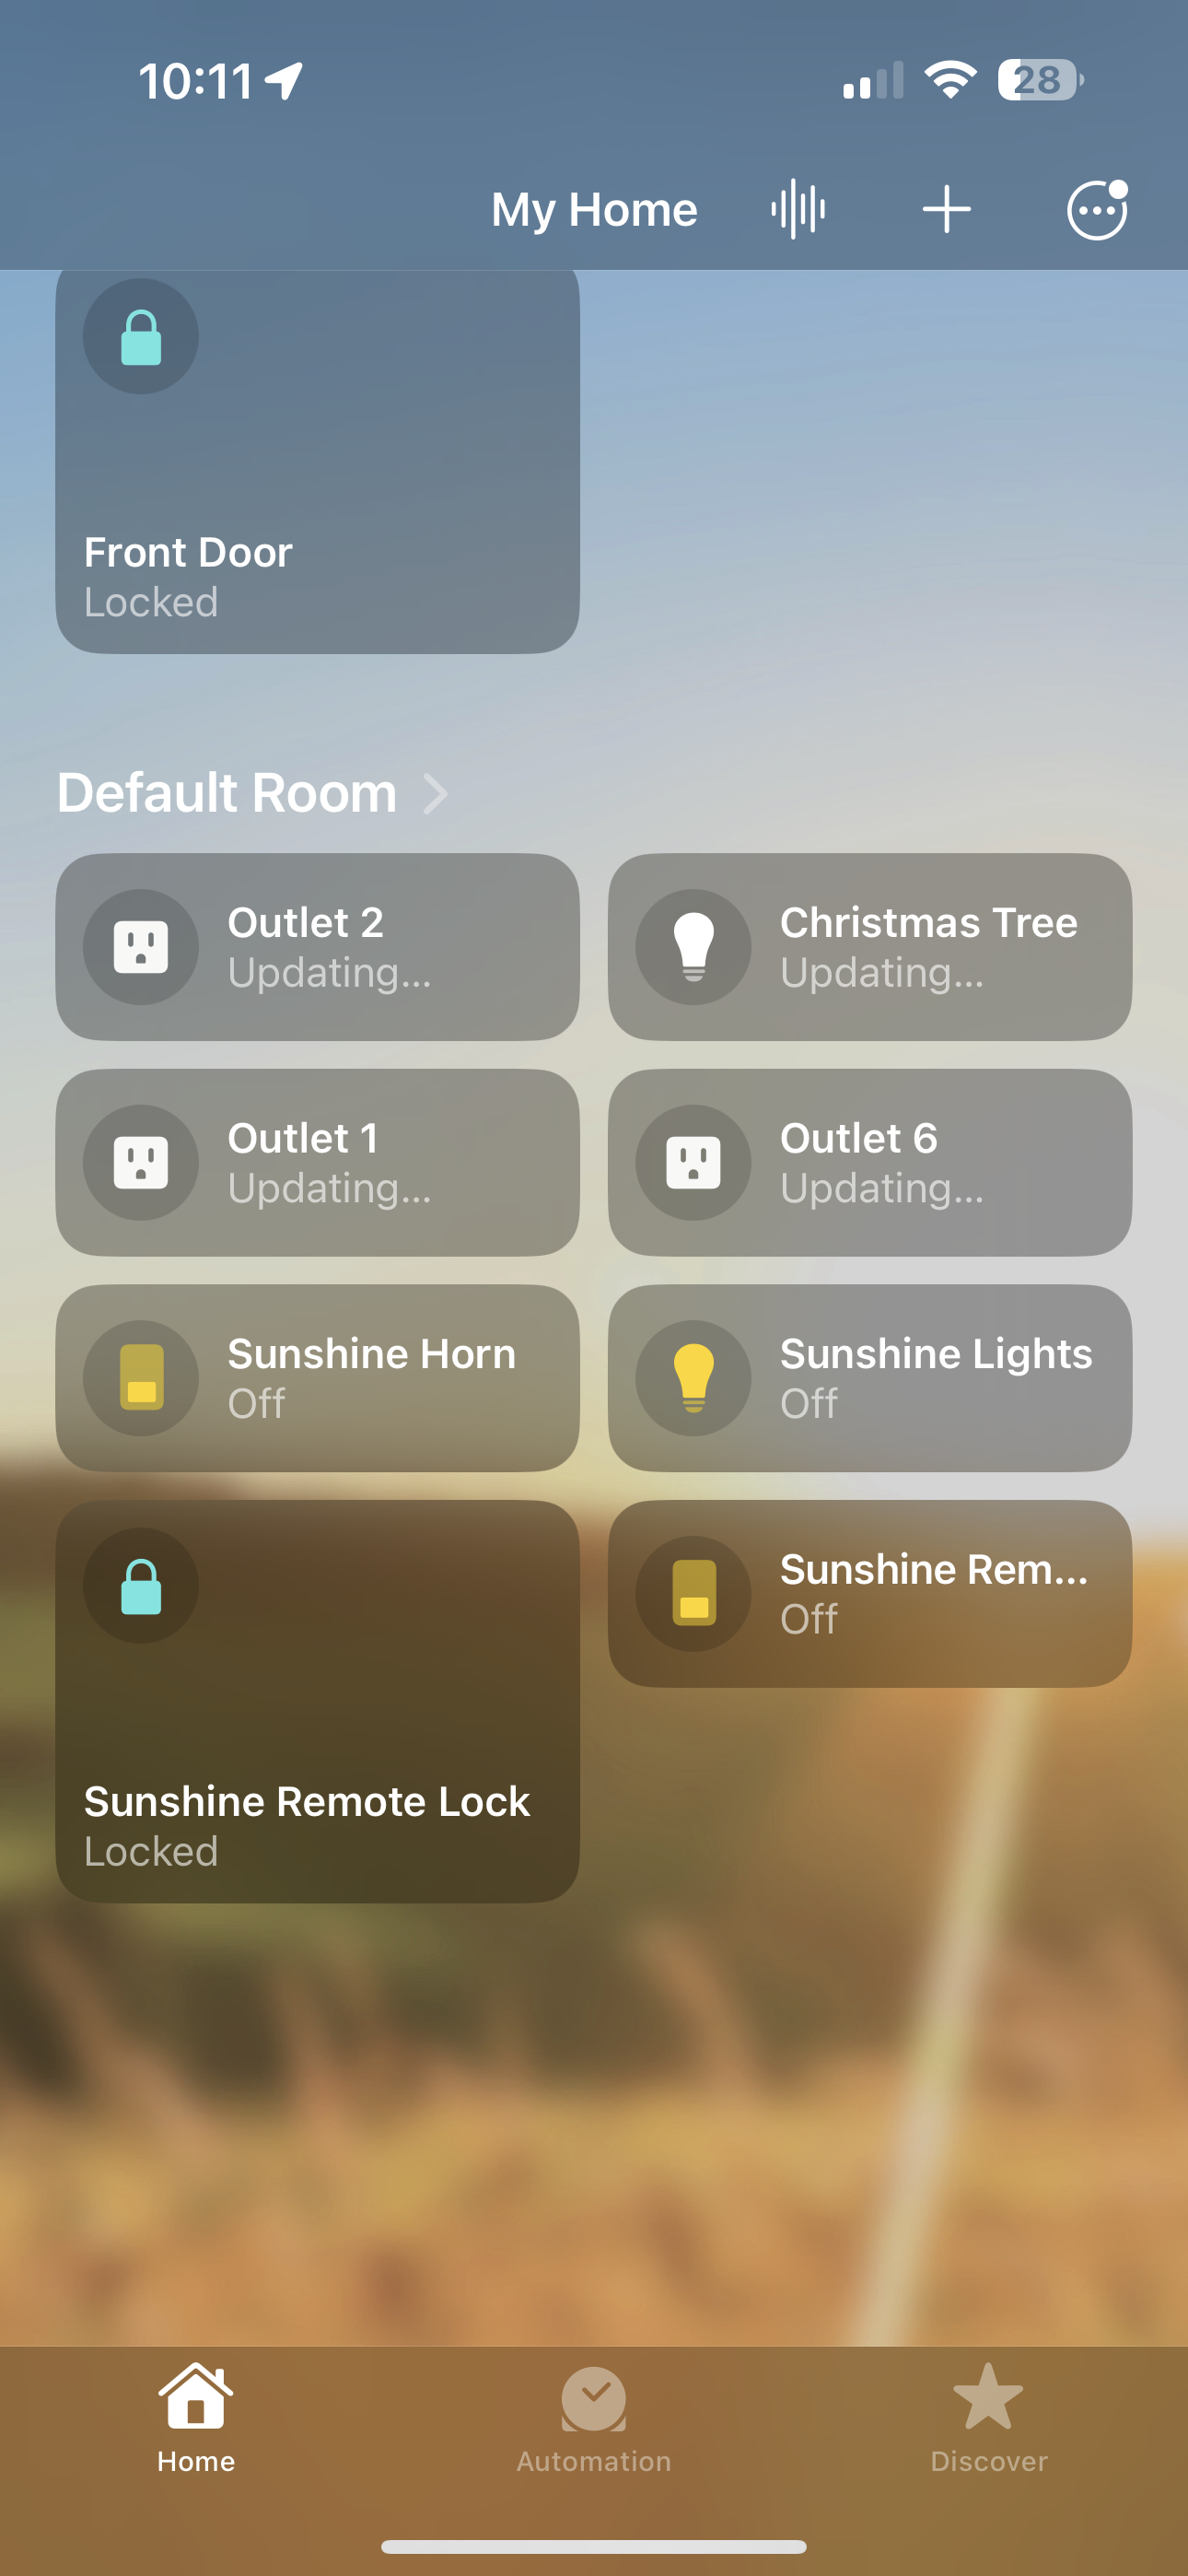 10:11
28
My Home
Front Door
Locked
Default Room
Outlet 2
Updating...
Christmas Tree
Updating...
Outlet 1
Updating...
Outlet 6
Updating...
Sunshine Horn
Off
Sunshine Lights
Off
Sunshine Rem...
Off
Sunshine Remote Lock
Locked
Home
Automation
Discover